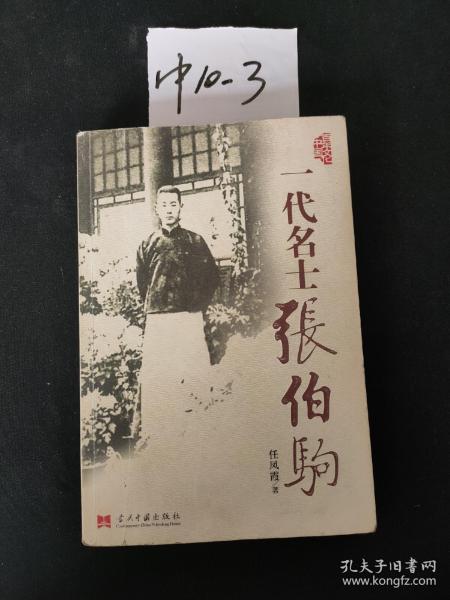 中10-3
一代名士
張伯駒
任凤霞 著
当代中国出版社
Contemporary China Publishing House
孔夫子旧书网
www.kongfz.com